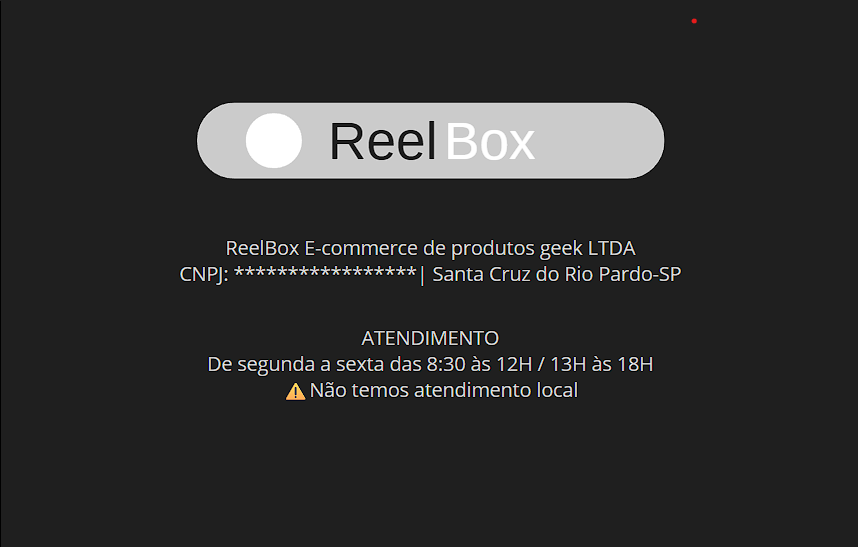 Reel Box
ReelBox E-commerce de produtos geek LTDA
CNPJ: *****************| Santa Cruz do Rio Pardo-SP
ATENDIMENTO
De segunda a sexta das 8:30 às 12H / 13H às 18H
⚠️ Não temos atendimento local